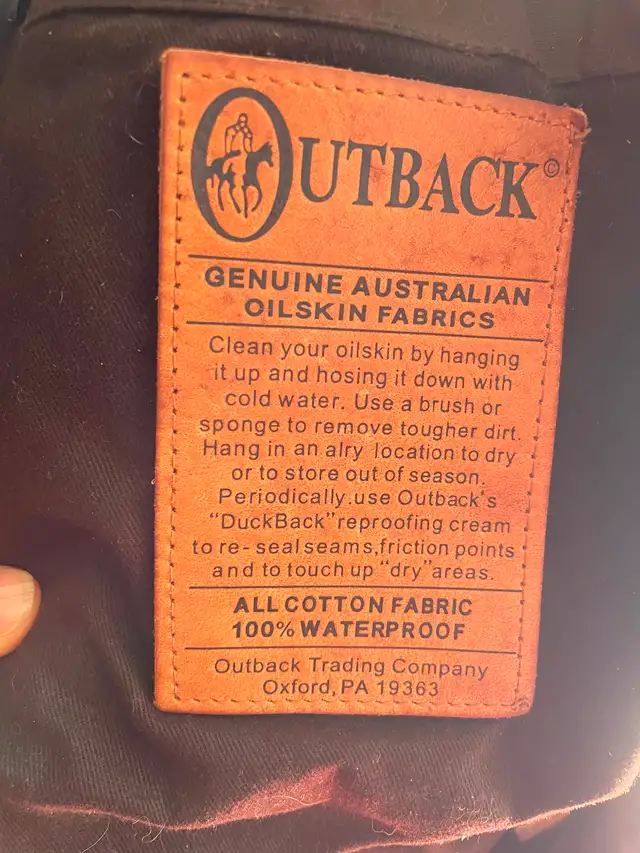 OUTBACK©
GENUINE AUSTRALIAN
OILSKIN FABRICS
Clean your oilskin by hanging
it up and hosing it down with
cold water. Use a brush or
sponge to remove tougher dirt.
Hang in an alry location to dry
or to store out of season.
Periodically.use Outback's
"DuckBack"reproofing cream
to re-sealseams,friction points
and to touch up "dry"areas.
ALL COTTON FABRIC
100% WATERPROOF
Outback Trading Company
Oxford, PA 19363